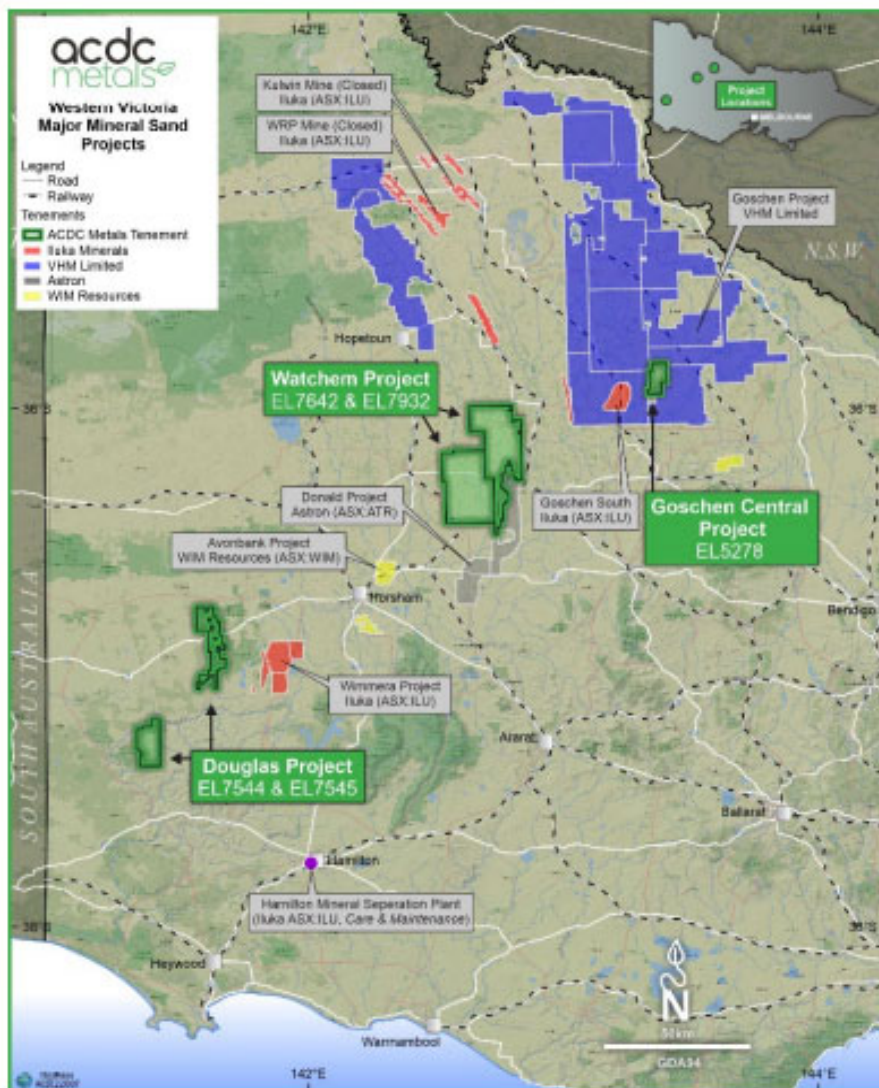 acdc
metals
Western Victoria
Major Mineral Sand
Projects
Legend
Road
Railway
Tenements
ACDC Metals Tenement
Iluka Minerals
VHM Limited
Astron
WIM Resources
142°E
144°E
Kulwin Mine (Closed)
Iluka (ASX:ILU)
WRP Mine (Closed)
Iluka (ASX:ILU)
Project
Locations
MELBOURNE
Goschen Project
VHM Limited
N.S.W.
Hopetoun
Watchem Project
EL7642 & EL7932
36°S
36°S
Donald Project
Astron (ASX:ATR)
Goschen South
Iluka (ASX:ILU)
Goschen Central
Project
EL5278
Avonbank Project
WIM Resources (ASX:WIM)
Horsham
Bendigo
Wimmera Project
Iluka (ASX:ILU)
SOUTH AUSTRALIA
Ararat
Douglas Project
EL7544 & EL7545
Ballarat
Hamilton
Hamilton Mineral Seperation Plant
(Iluka ASX:ILU, Care & Maintenance)
38°S
Heywood
N
50km
GDA94
Warrnambool
142°E
144°E